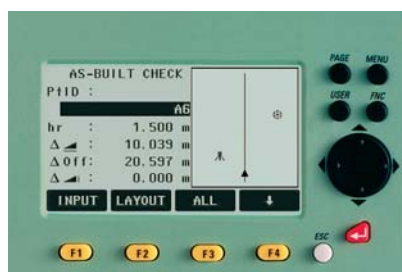 PAGE MENU
AS-BUILT CHECK
PtID :
A6
USER FNC
hr : 1.500 m
Δ : 10.039 m
ΔOff: 20.597 m
Δ : 0.000 m
INPUT LAYOUT ALL
ESC
F1 F2 F3 F4